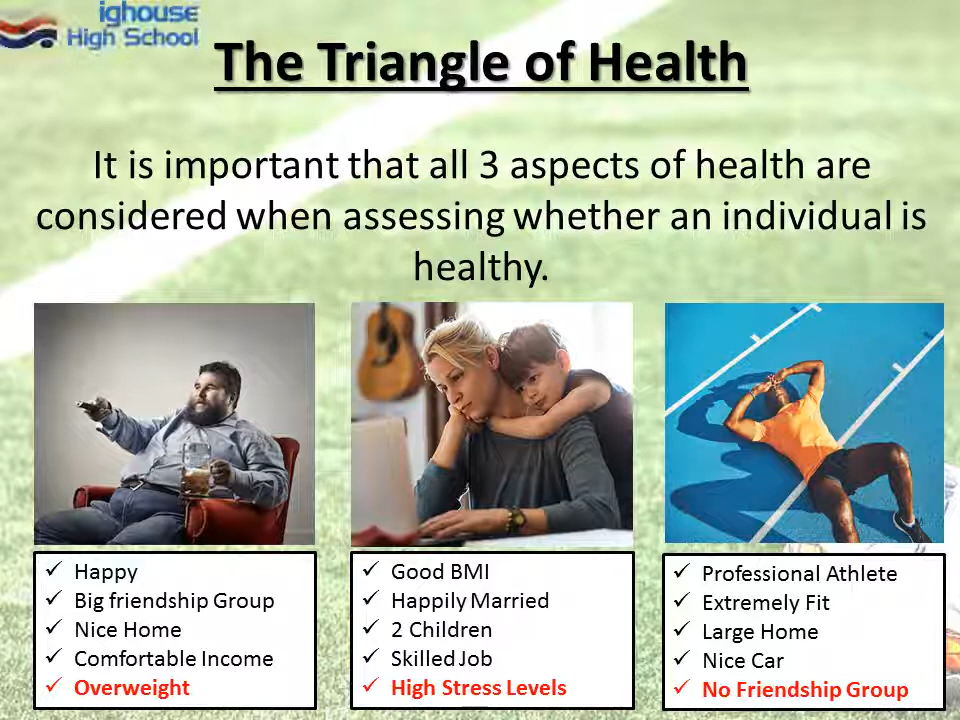 ighouse
High School
The Triangle of Health
It is important that all 3 aspects of health are
considered when assessing whether an individual is
healthy.
✓ Happy
✓ Big friendship Group
✓ Nice Home
✓ Comfortable Income
✓ Overweight
✓ Good BMI
✓ Happily Married
✓ 2 Children
✓ Skilled Job
✓ High Stress Levels
✓ Professional Athlete
✓ Extremely Fit
✓ Large Home
✓ Nice Car
✓ No Friendship Group